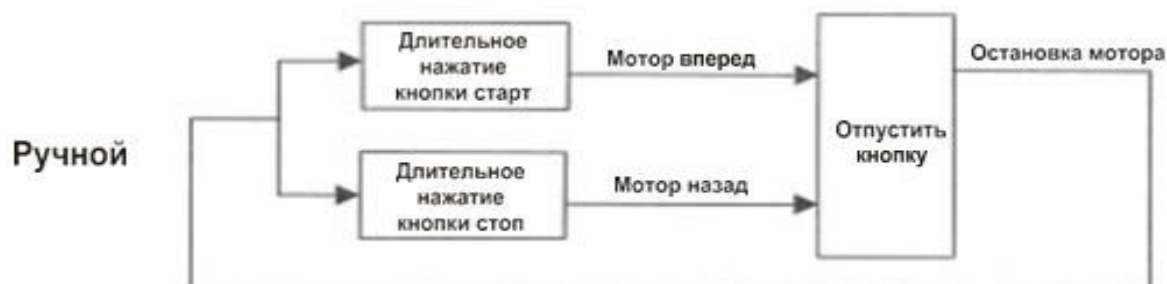 Ручной
Длительное
нажатие
кнопки старт
Мотор вперед
Длительное
нажатие
кнопки стоп
Мотор назад
Отпустить
кнопку
Остановка мотора